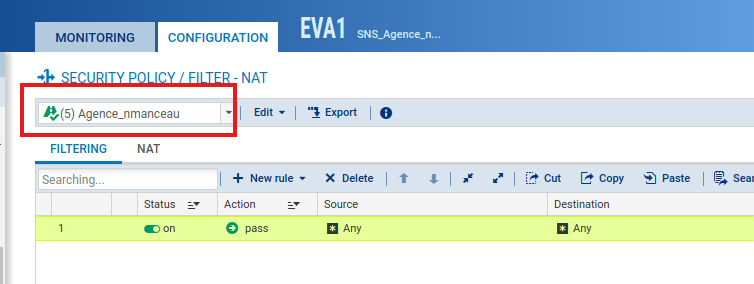 MONITORING CONFIGURATION EVA1 SNS_Agence_n...
SECURITY POLICY / FILTER - NAT
(5) Agence_nmanceau Edit Export
FILTERING NAT
Searching... New rule Delete Cut Copy Paste Sear
Status Action Source Destination
1 on pass Any Any